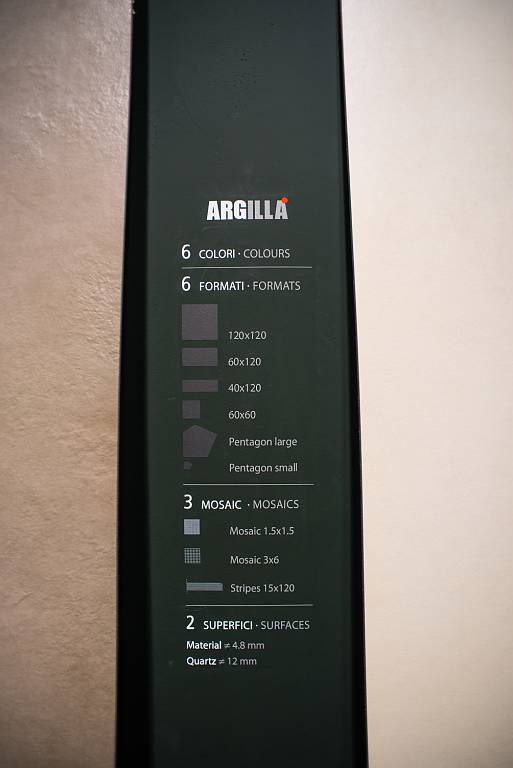 ARGILLA
6 COLORI · COLOURS
6 FORMATI · FORMATS
120x120
60x120
40x120
60x60
Pentagon large
Pentagon small
3 MOSAIC · MOSAICS
Mosaic 1.5x1.5
Mosaic 3x6
Stripes 15x120
2 SUPERFICI · SURFACES
Material ≠ 4.8 mm
Quartz ≠ 12 mm